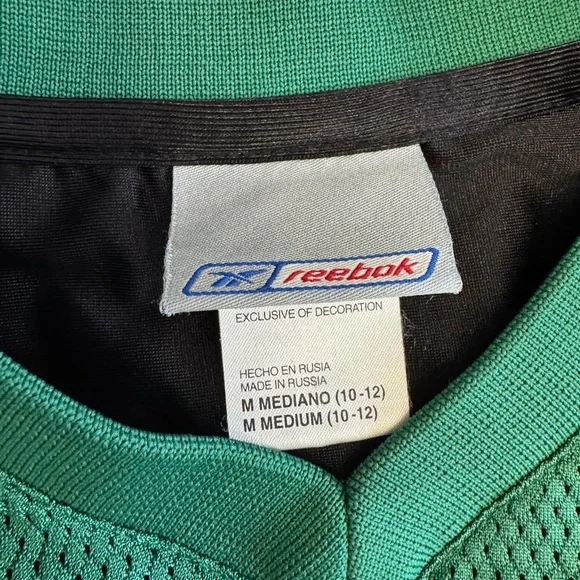 reebok
EXCLUSIVE OF DECORATION
HECHO EN RUSIA
MADE IN RUSSIA
M MEDIANO (10-12)
M MEDIUM (10-12)